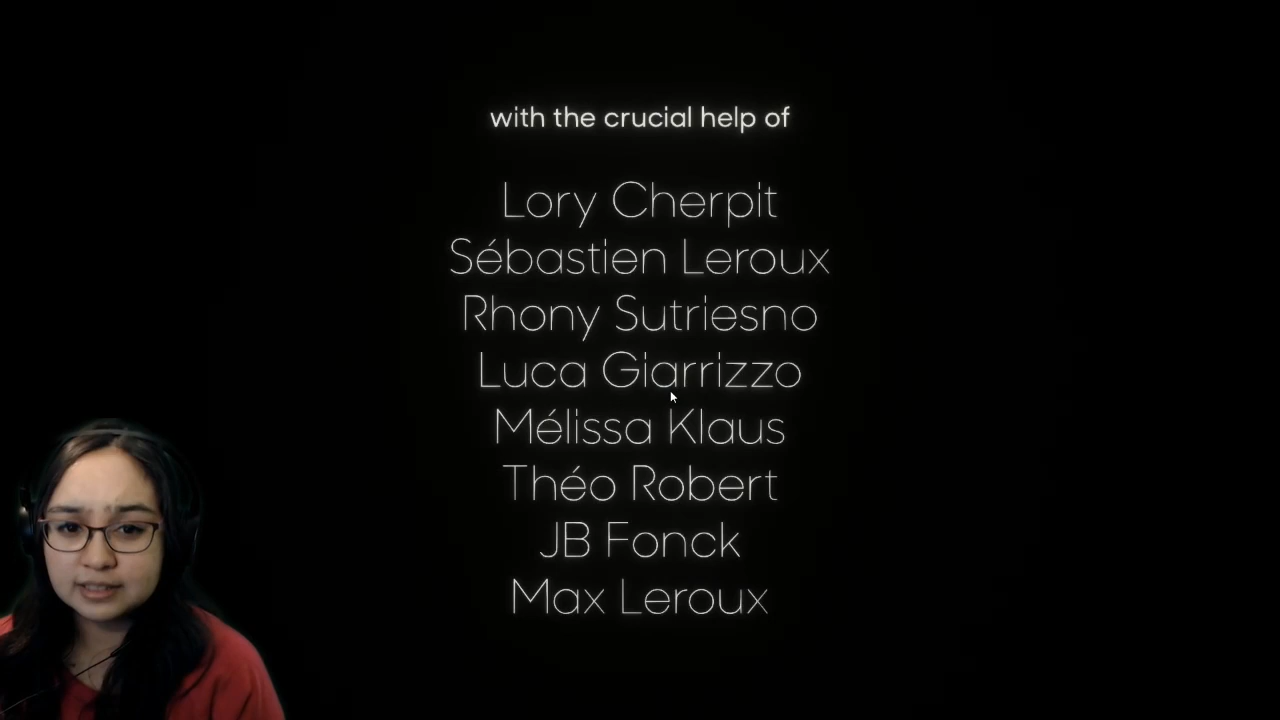 with the crucial help of
Lory Cherpit
Sébastien Leroux
Rhony Sutriesno
Luca Giarrizzo
Mélissa Klaus
Théo Robert
JB Fonck
Max Leroux